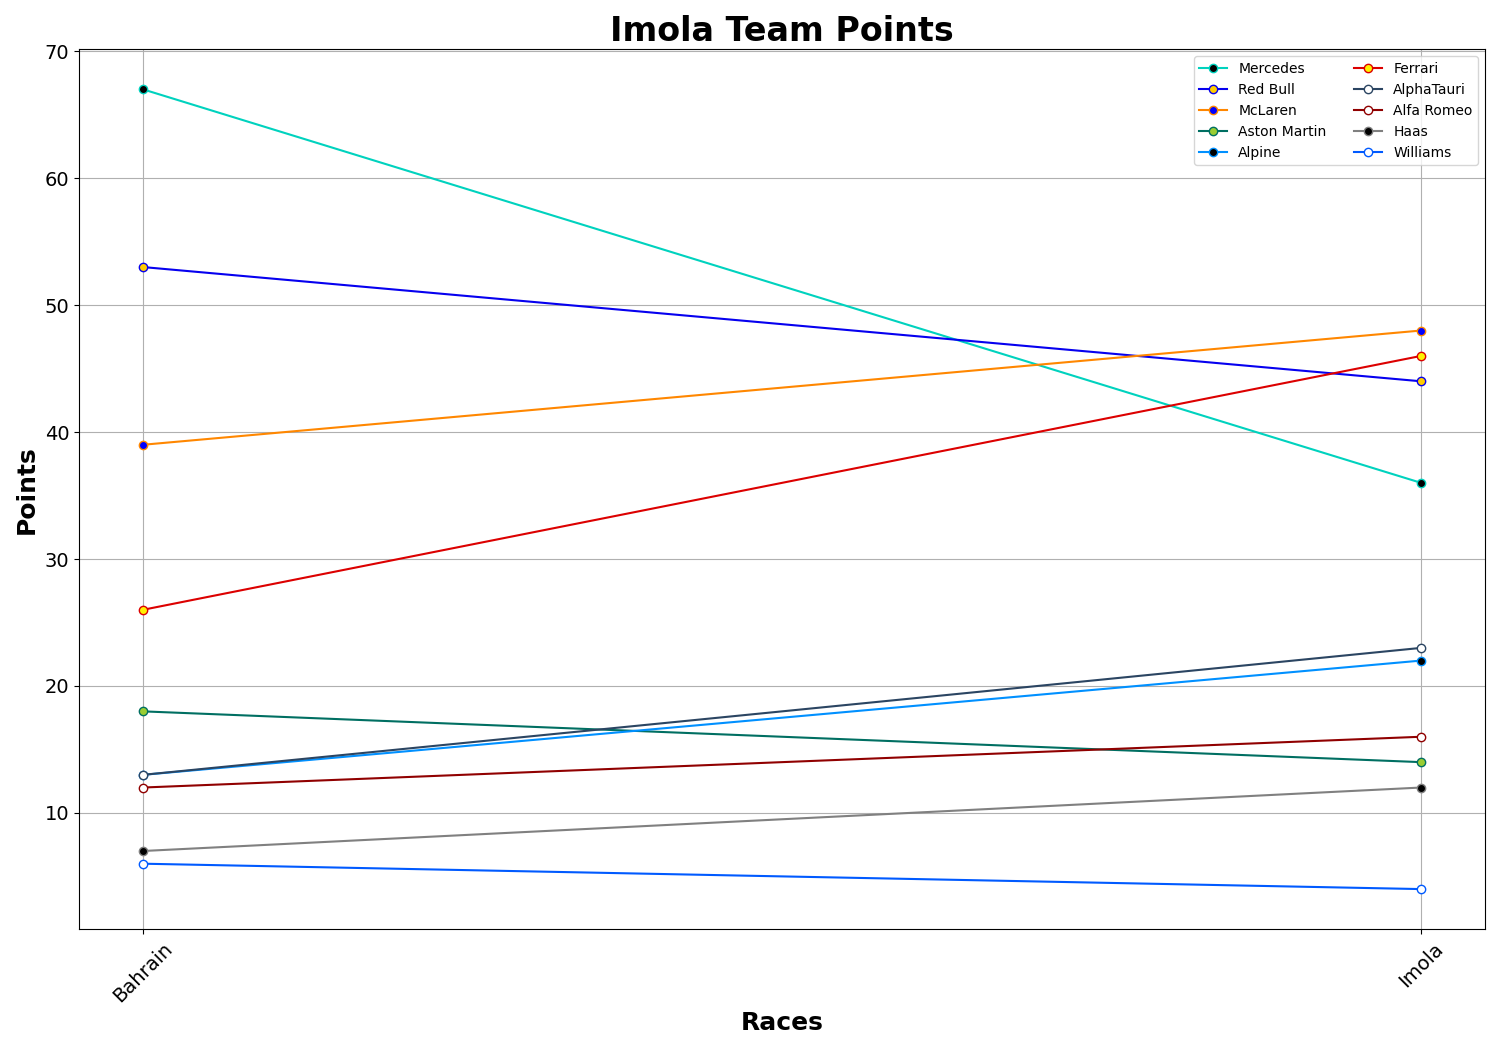 Imola Team Points
70
60
50
40
30
20
10
Points
Mercedes
Red Bull
McLaren
Aston Martin
Alpine
Ferrari
AlphaTauri
Alfa Romeo
Haas
Williams
Bahrain
Imola
Races